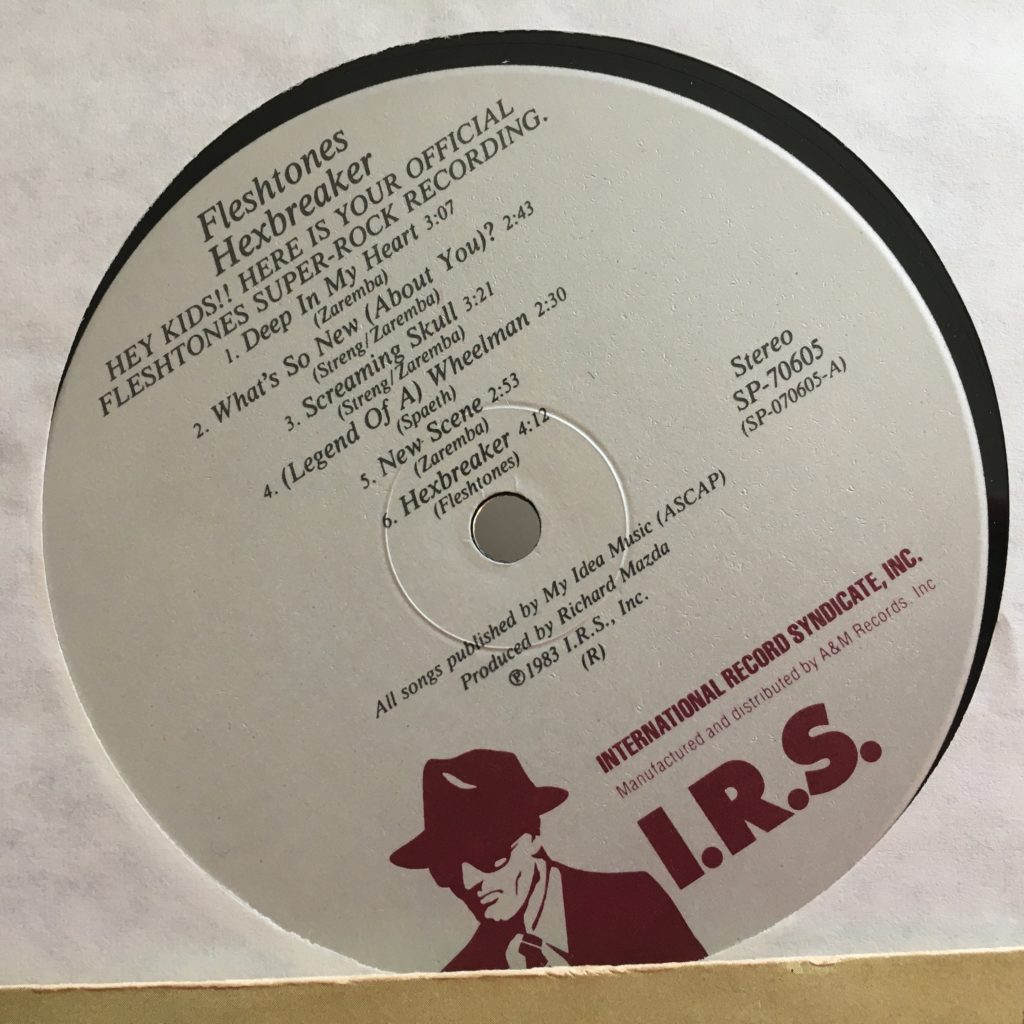 Fleshtones
Hexbreaker
HEY KIDS!! HERE IS YOUR OFFICIAL
FLESHTONES SUPER-ROCK RECORDING.
1. Deep In My Heart 3:07
(Zaremba)
2. What's So New (About You)? 2:43
(Streng/Zaremba)
3. Screaming Skull 3:21
(Streng/Zaremba)
4. (Legend Of A) Wheelman 2:30
(Spaeth)
5. New Scene 2:53
(Zaremba)
6. Hexbreaker 4:12
(Fleshtones)
Stereo
SP-70605
(SP-070605-A)
All songs published by My Idea Music (ASCAP)
Produced by Richard Mazda
℗1983 I.R.S., Inc.
(R)
INTERNATIONAL RECORD SYNDICATE, INC.
Manufactured and distributed by A&M Records, Inc
I.R.S.